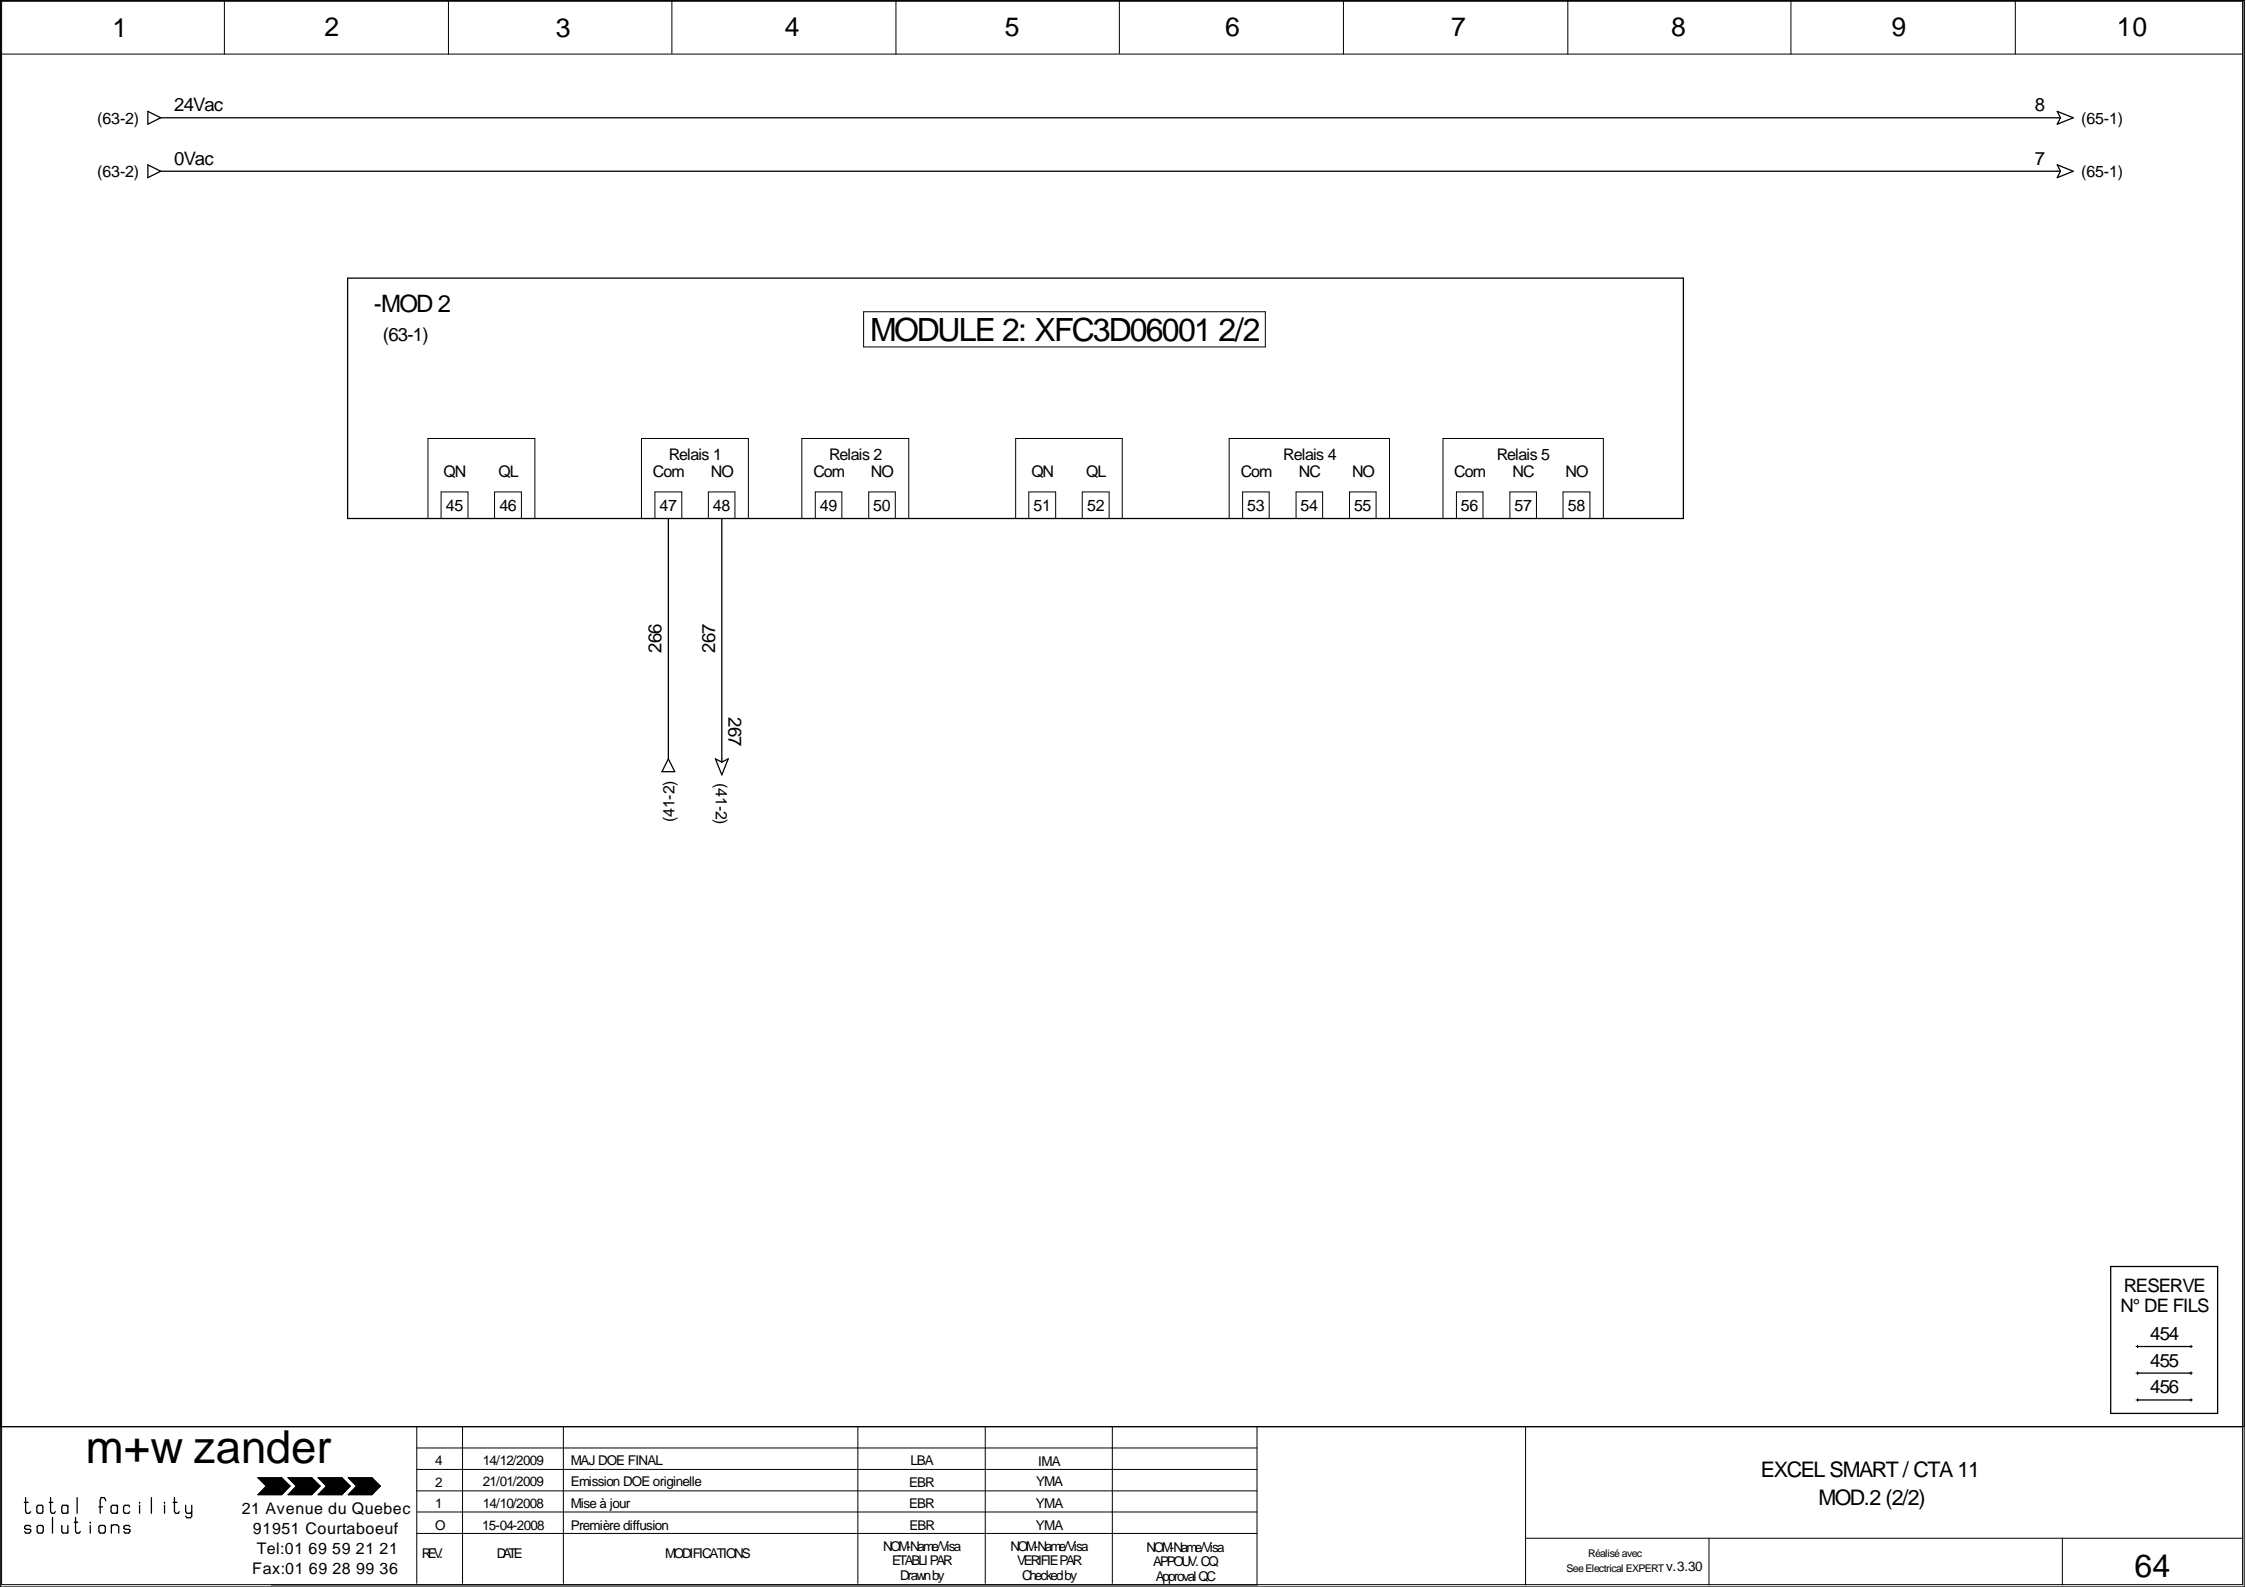 1 2 3 4 5 6 7 8 9 10
(63-2) 24Vac 8 (65-1)
(63-2) 0Vac 7 (65-1)
-MOD 2
(63-1)
MODULE 2: XFC3D06001 2/2
Relais 1 Relais 2 Relais 4 Relais 5
QN QL Com NO Com NO QN QL Com NC NO Com NC NO
45 46 47 48 49 50 51 52 53 54 55 56 57 58
266 267
267
(41-2) (41-2)
RESERVE
N° DE FILS
454
455
456
m+w zander
total facility
solutions
21 Avenue du Quebec
91951 Courtaboeuf
Tel:01 69 59 21 21
Fax:01 69 28 99 36
4 14/12/2009 MAJ DOE FINAL LBA IMA
2 21/01/2009 Emission DOE originelle EBR YMA
1 14/10/2008 Mise à jour EBR YMA
O 15-04-2008 Première diffusion EBR YMA
REV. DATE MODIFICATIONS
NOM-Name/Visa
ETABLI PAR
Drawn by
NOM-Name/Visa
VERIFIE PAR
Checked by
NOM-Name/Visa
APPOUV. CQ
Approval QC
EXCEL SMART / CTA 11
MOD.2 (2/2)
Réalisé avec
See Electrical EXPERT V.3.30
64